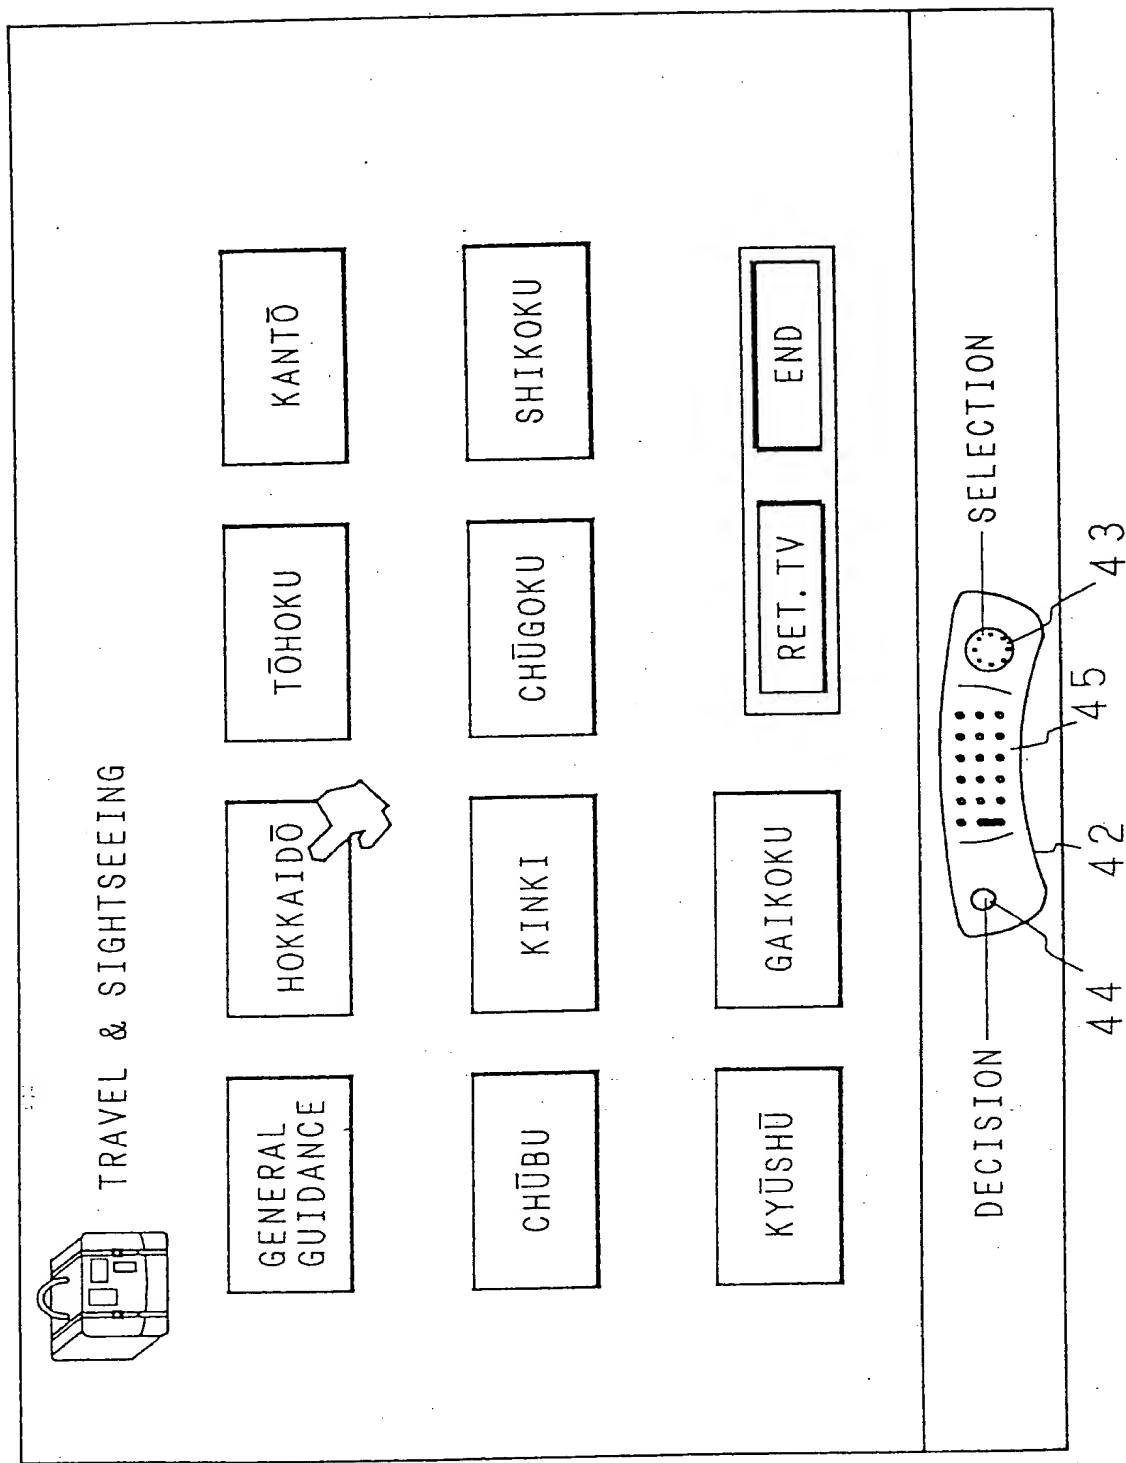 TRAVEL & SIGHTSEEING
GENERAL
GUIDANCE
HOKKAIDŌ
TŌHOKU
KANTŌ
CHŪBU
KINKI
CHŪGOKU
SHIKOKU
KYŪSHŪ
GAIKOKU
RET. TV
END
DECISION
SELECTION
44
42
45
43